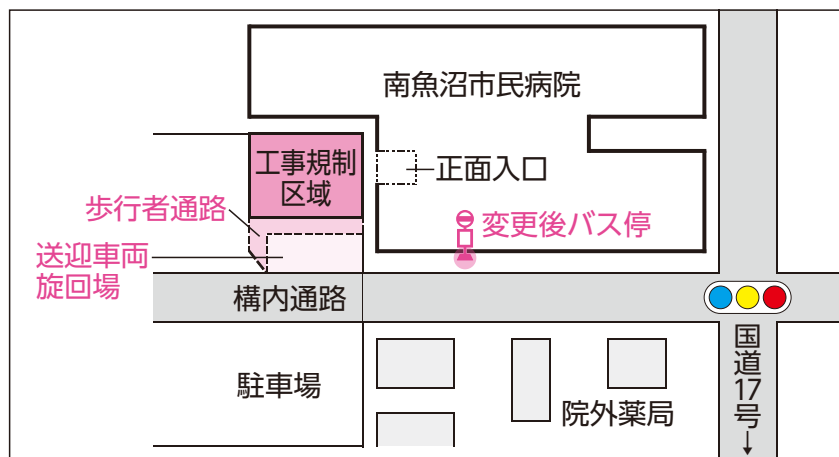 南魚沼市民病院
工事規制
区域
正面入口
歩行者通路
変更後バス停
送迎車両
旋回場
構内通路
駐車場
院外薬局
国道17号